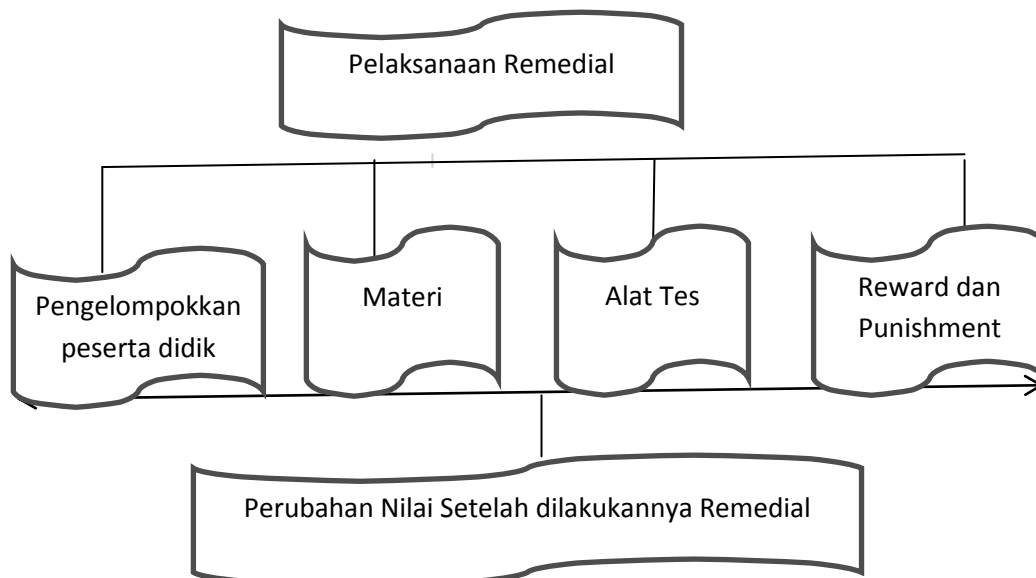 Pelaksanaan Remedial
Pengelompokkan
peserta didik
Materi
Alat Tes
Reward dan
Punishment
Perubahan Nilai Setelah dilakukannya Remedial